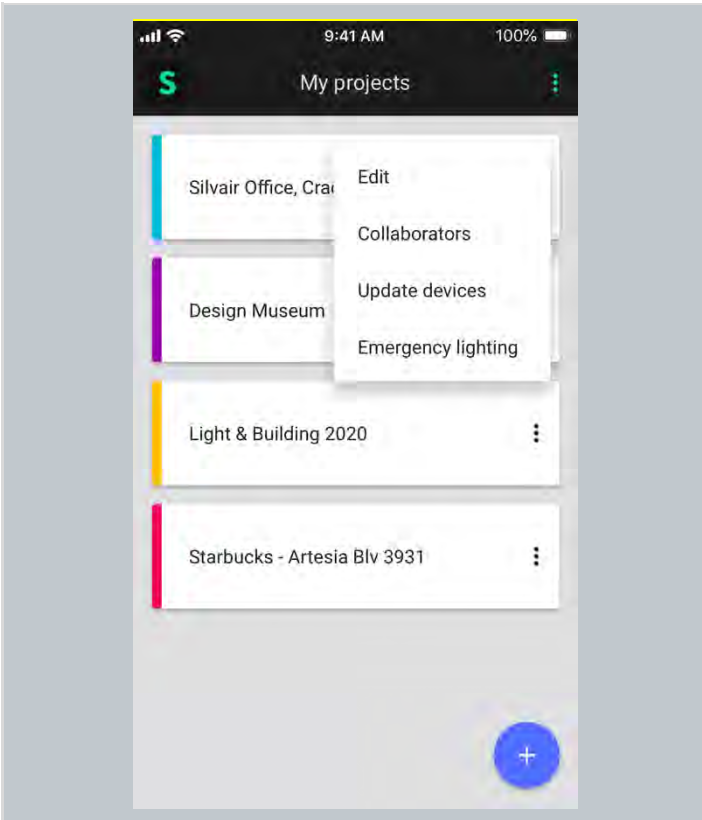 9:41 AM 100%
S My projects
Silvair Office,
Edit
Collaborators
Design Museum
Update devices
Emergency lighting
Light & Building 2020
Starbucks - Artesia Blv 3931
+